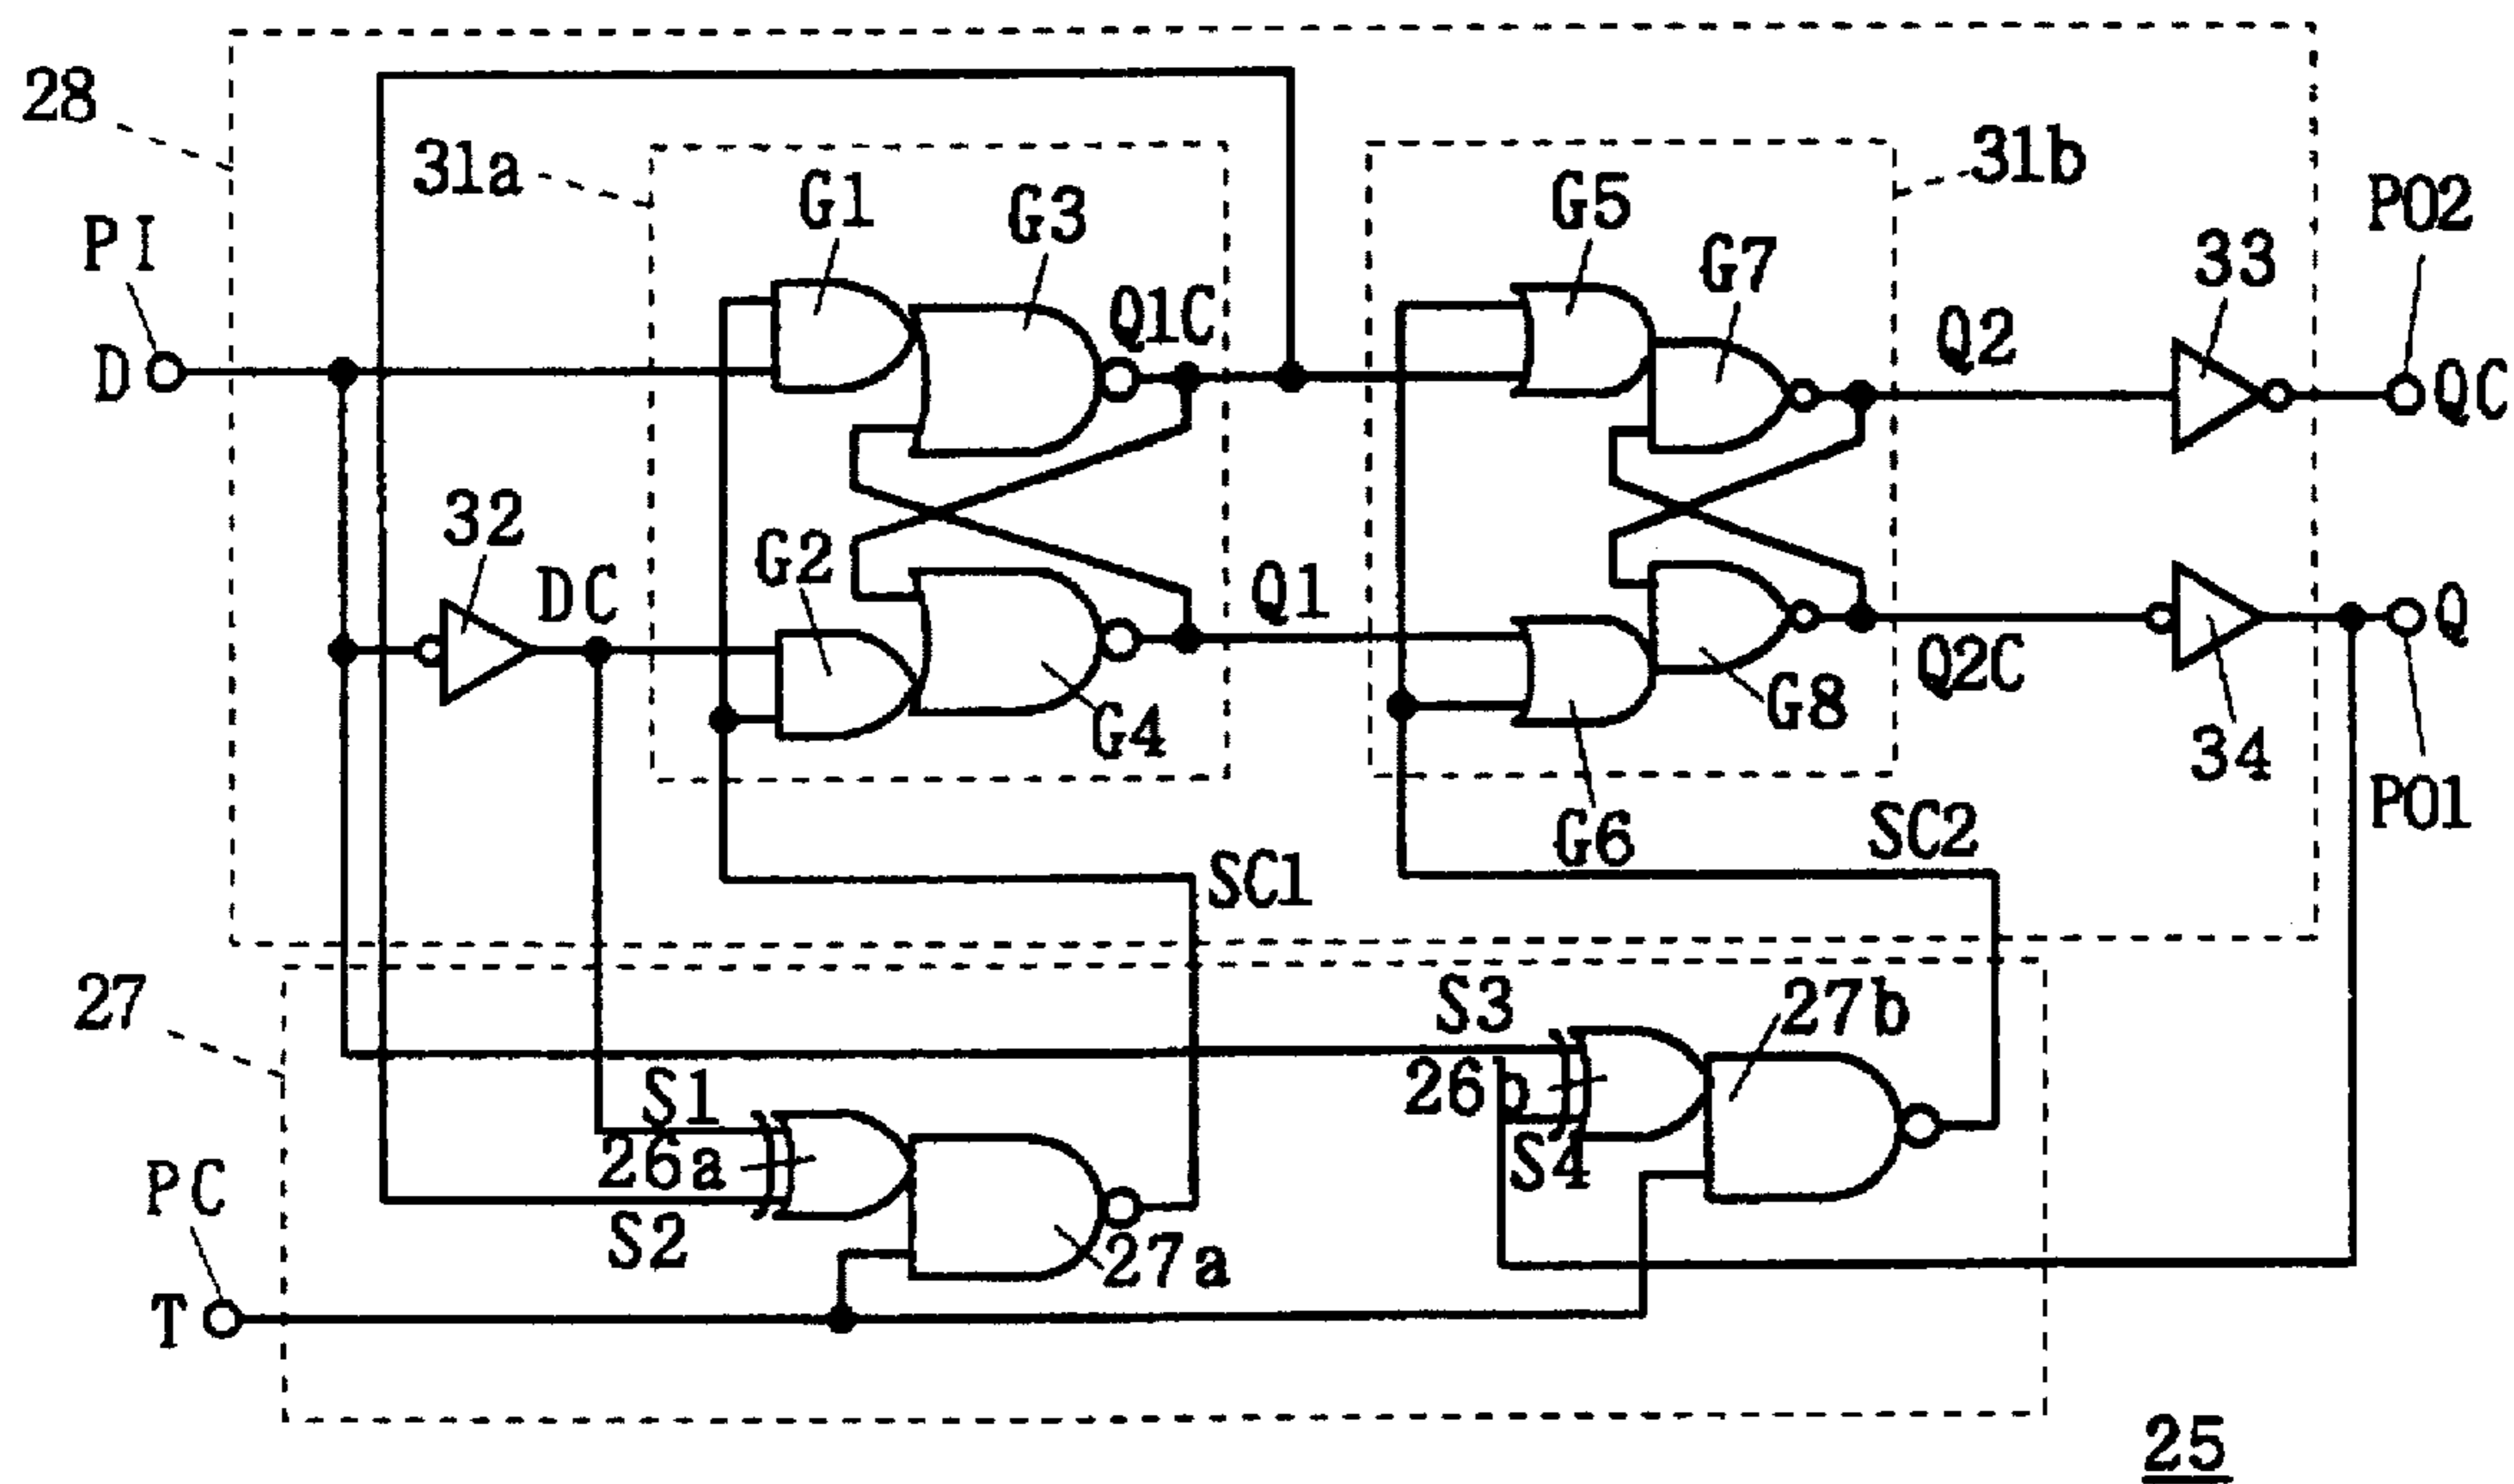 28
31a
G1
G3
G5
31b
PO2
PI
Q1C
G7
33
D
Q2
QC
32
DC
G2
Q1
G4
G8
Q2C
Q
34
PO1
SC1
G6
SC2
27
S3
27b
S1
26b
26a
S4
PC
S2
27a
T
25